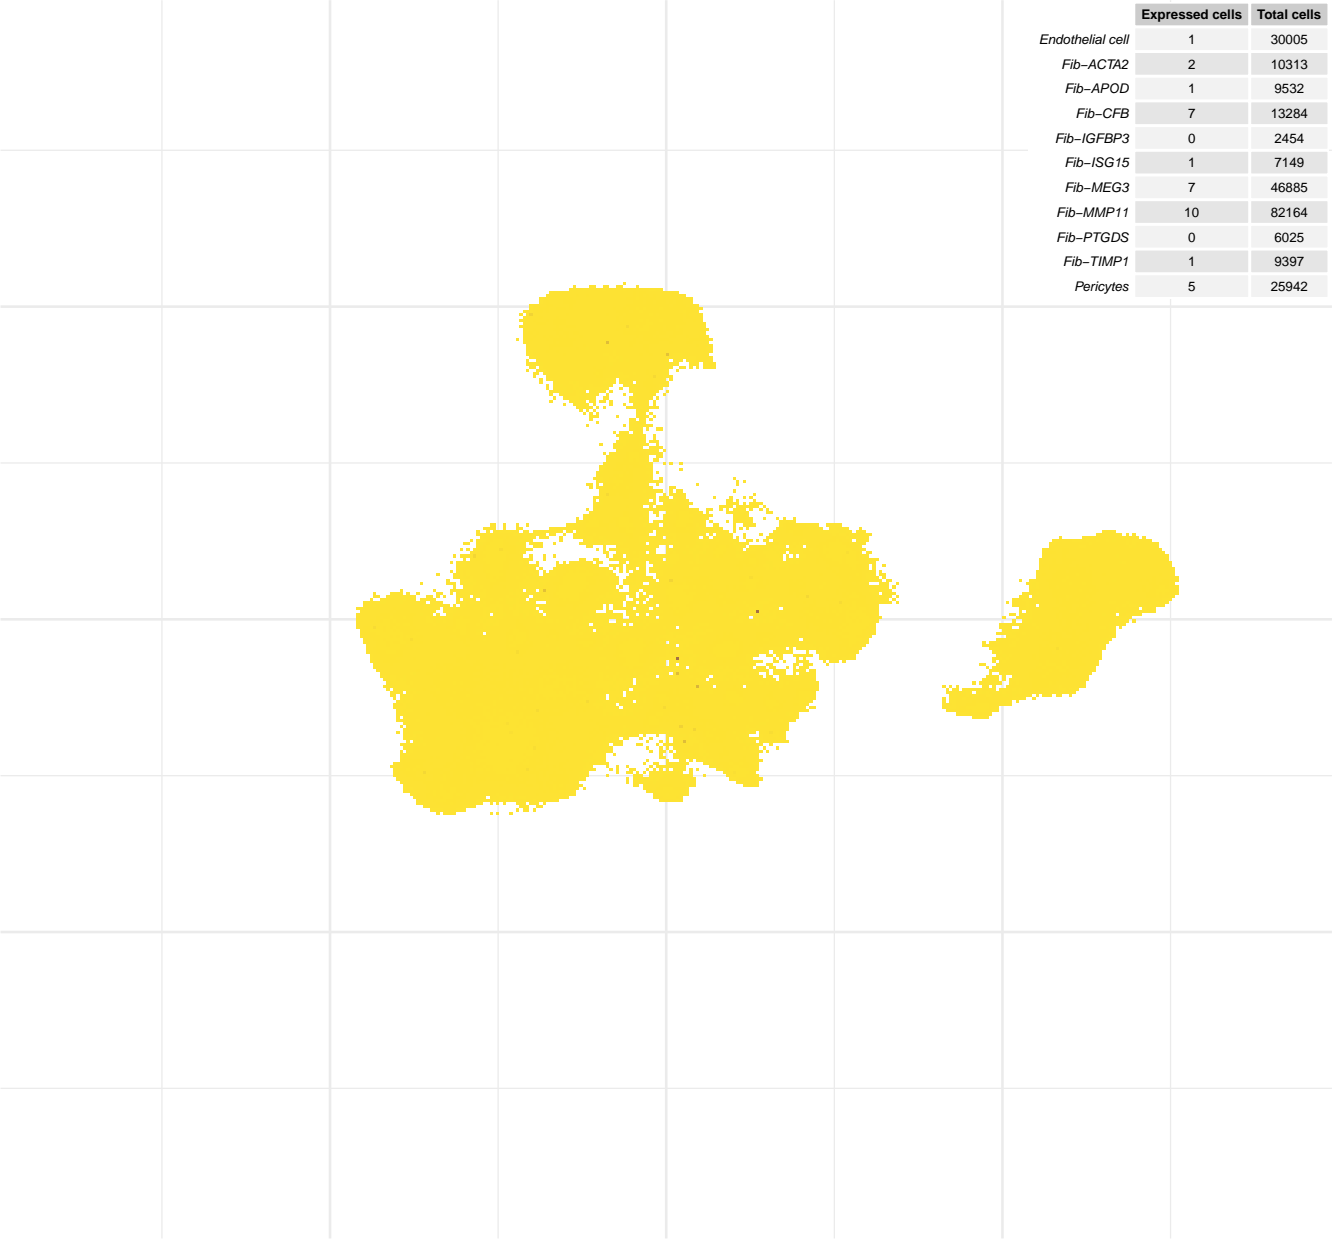 Expressed cells Total cells
Endothelial cell 1 30005
Fib−ACTA2 2 10313
Fib−APOD 1 9532
Fib−CFB 7 13284
Fib−IGFBP3 0 2454
Fib−ISG15 1 7149
Fib−MEG3 7 46885
Fib−MMP11 10 82164
Fib−PTGDS 0 6025
Fib−TIMP1 1 9397
Pericytes 5 25942